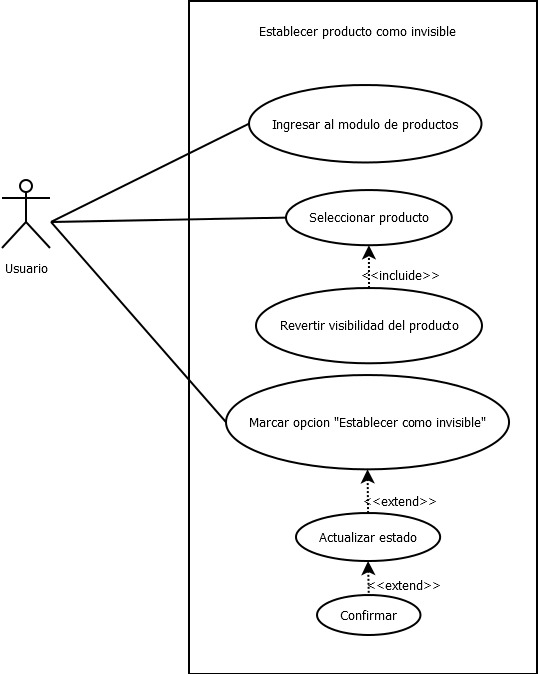 Establecer producto como invisible
Ingresar al modulo de productos
Seleccionar producto
Usuario
<<incluide>>
Revertir visibilidad del producto
Marcar opcion "Establecer como invisible"
<<extend>>
Actualizar estado
<<extend>>
Confirmar